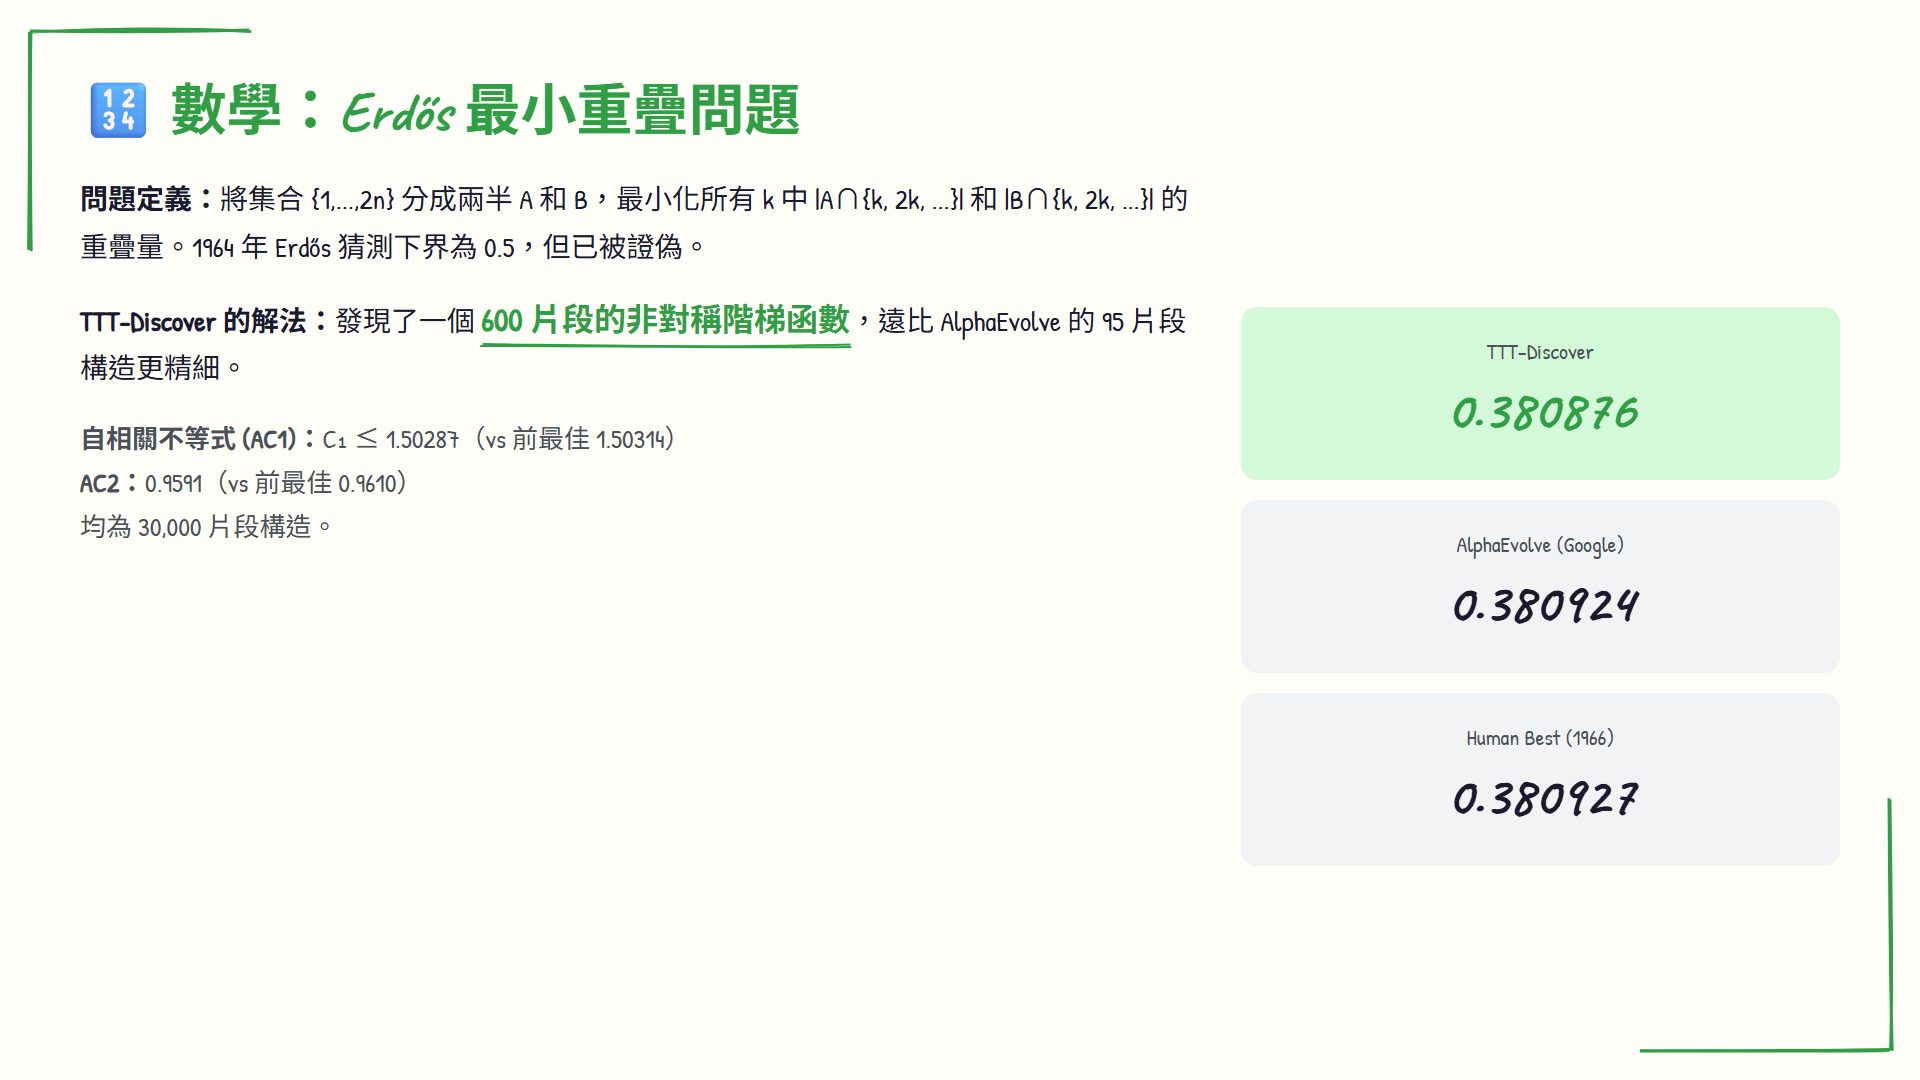 🔢 數學：Erdős 最小重疊問題
問題定義：將集合 {1,...,2n} 分成兩半 A 和 B，最小化所有 k 中 |A∩{k, 2k, ...}| 和 |B∩{k, 2k, ...}| 的
重疊量。1964 年 Erdős 猜測下界為 0.5，但已被證偽。
TTT-Discover 的解法：發現了一個 600 片段的非對稱階梯函數，遠比 AlphaEvolve 的 95 片段
構造更精細。
自相關不等式 (AC1)：C₁ ≤ 1.50287（vs 前最佳 1.50314）
AC2：0.9591（vs 前最佳 0.9610）
均為 30,000 片段構造。
TTT-Discover
0.380876
AlphaEvolve (Google)
0.380924
Human Best (1966)
0.380927